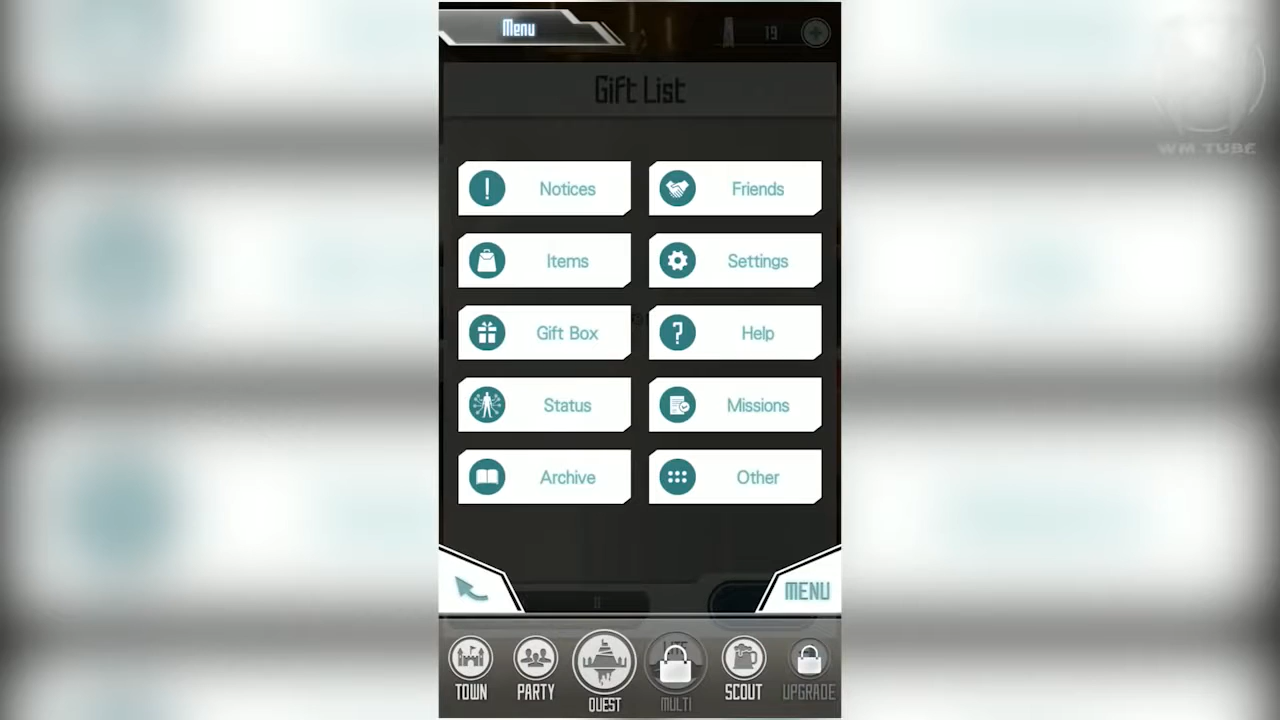 Menu
19
Gift List
Notices
Friends
Items
Settings
Gift Box
Help
Status
Missions
Archive
Other
MENU
TOWN
PARTY
QUEST
MULTI
SCOUT
UPGRADE
WM TUBE